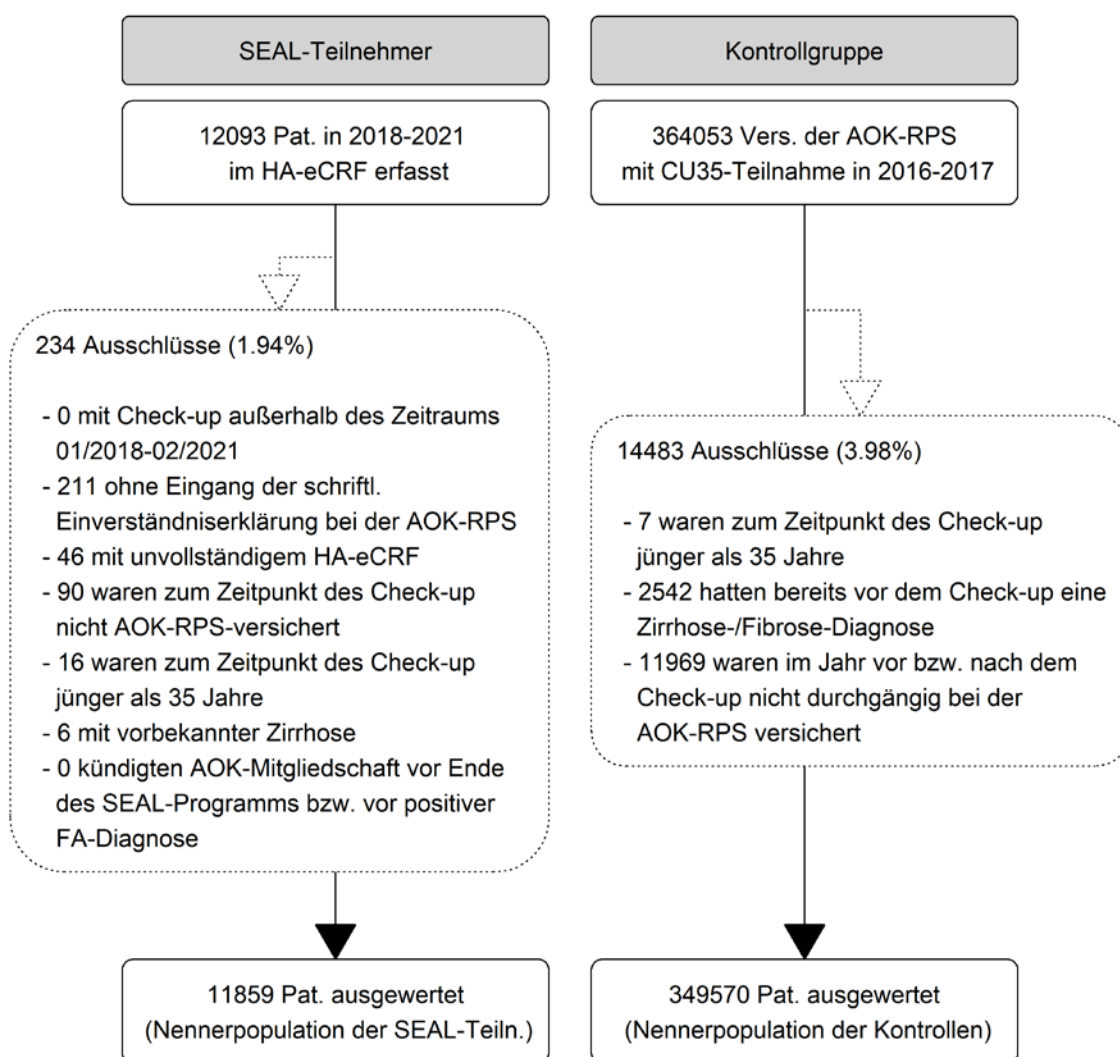 SEAL-Teilnehmer
12093 Pat. in 2018-2021
im HA-eCRF erfasst
234 Ausschlüsse (1.94%)
- 0 mit Check-up außerhalb des Zeitraums
01/2018-02/2021
- 211 ohne Eingang der schriftl.
Einverständniserklärung bei der AOK-RPS
- 46 mit unvollständigem HA-eCRF
- 90 waren zum Zeitpunkt des Check-up
nicht AOK-RPS-versichert
- 16 waren zum Zeitpunkt des Check-up
jünger als 35 Jahre
- 6 mit vorbekannter Zirrhose
- 0 kündigten AOK-Mitgliedschaft vor Ende
des SEAL-Programms bzw. vor positiver
FA-Diagnose
11859 Pat. ausgewertet
(Nennerpopulation der SEAL-Teiln.)
Kontrollgruppe
364053 Vers. der AOK-RPS
mit CU35-Teilnahme in 2016-2017
14483 Ausschlüsse (3.98%)
- 7 waren zum Zeitpunkt des Check-up
jünger als 35 Jahre
- 2542 hatten bereits vor dem Check-up eine
Zirrhose-/Fibrose-Diagnose
- 11969 waren im Jahr vor bzw. nach dem
Check-up nicht durchgängig bei der
AOK-RPS versichert
349570 Pat. ausgewertet
(Nennerpopulation der Kontrollen)